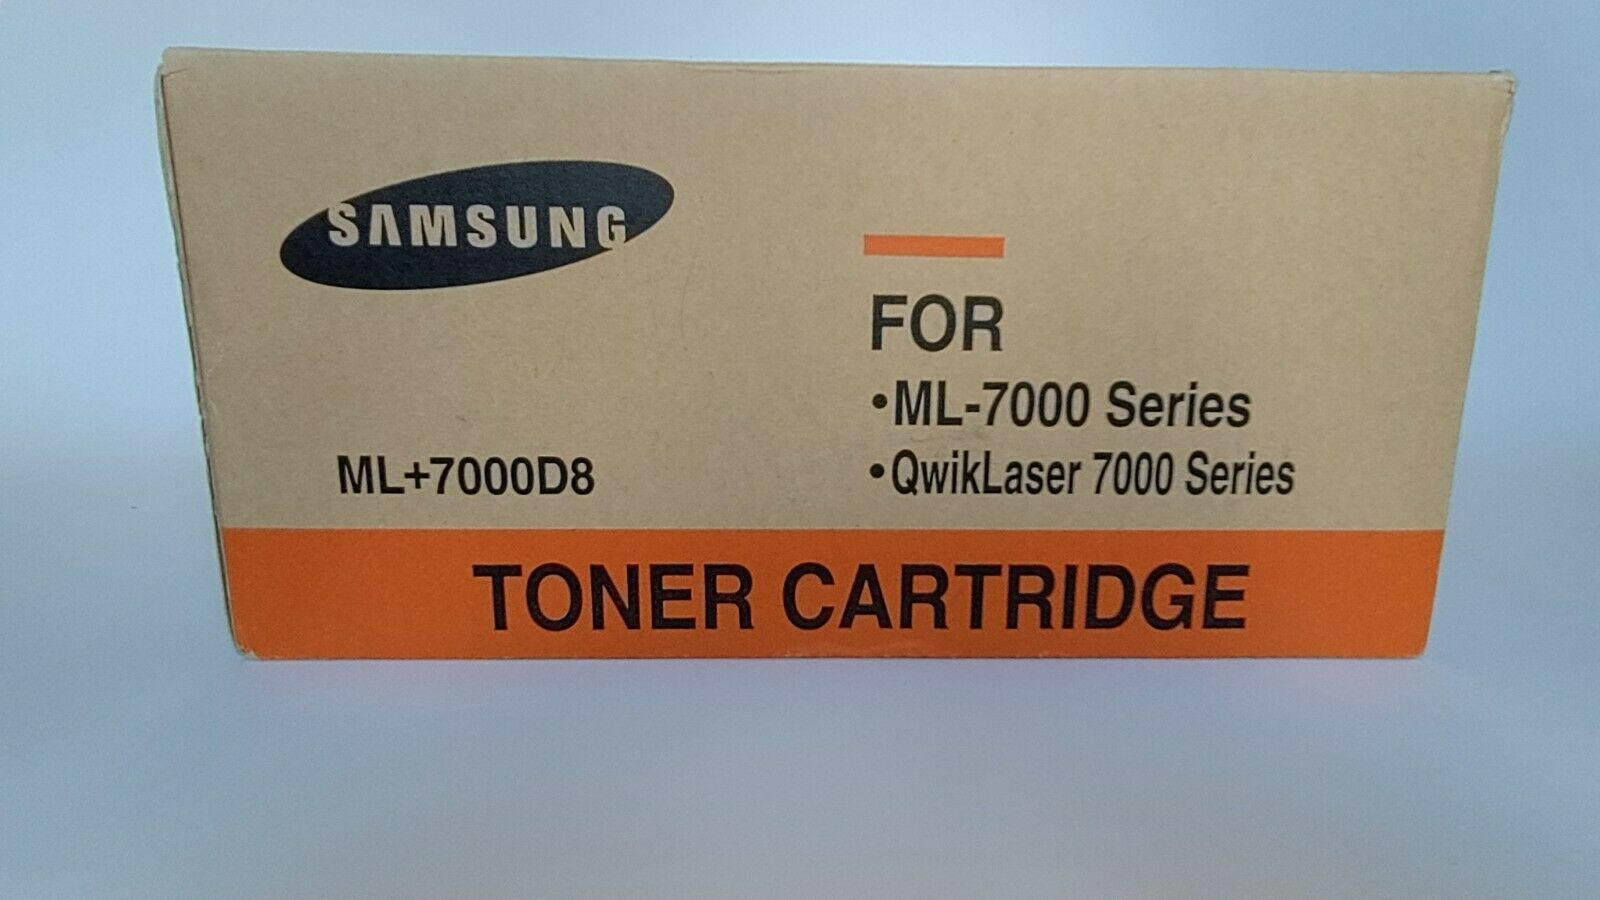 SAMSUNG
ML+7000D8
FOR
•ML-7000 Series
•QwikLaser 7000 Series
TONER CARTRIDGE